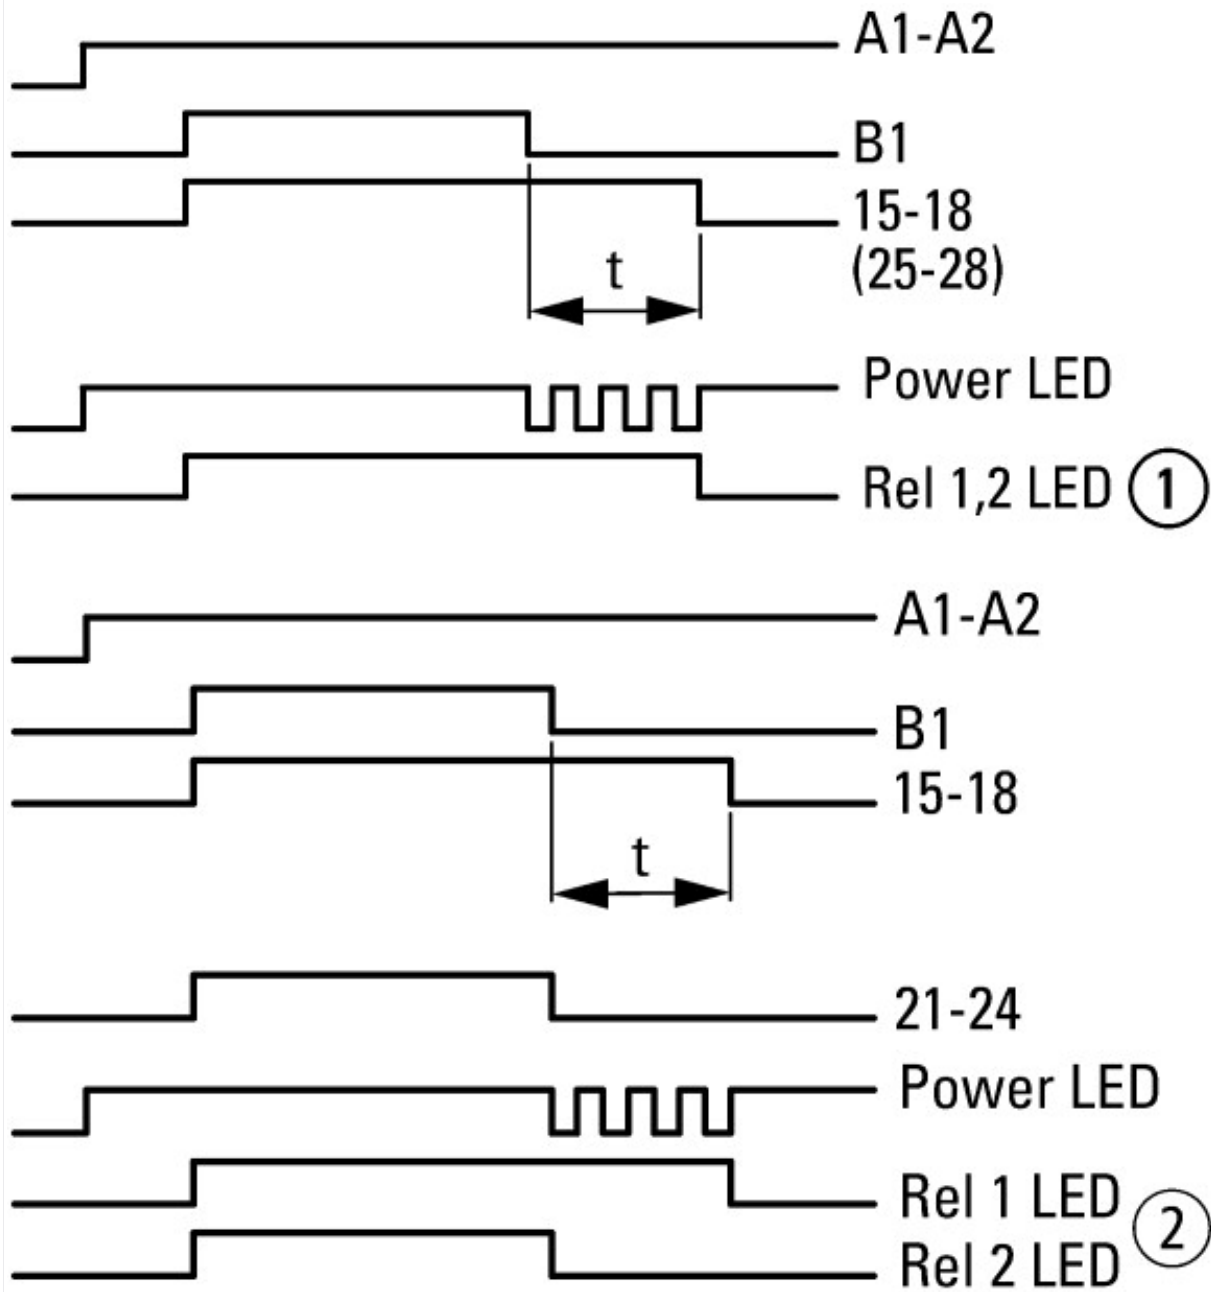 A1-A2
B1
15-18
(25-28)
t
Power LED
Rel 1,2 LED 1
A1-A2
B1
15-18
t
21-24
Power LED
Rel 1 LED
2
Rel 2 LED